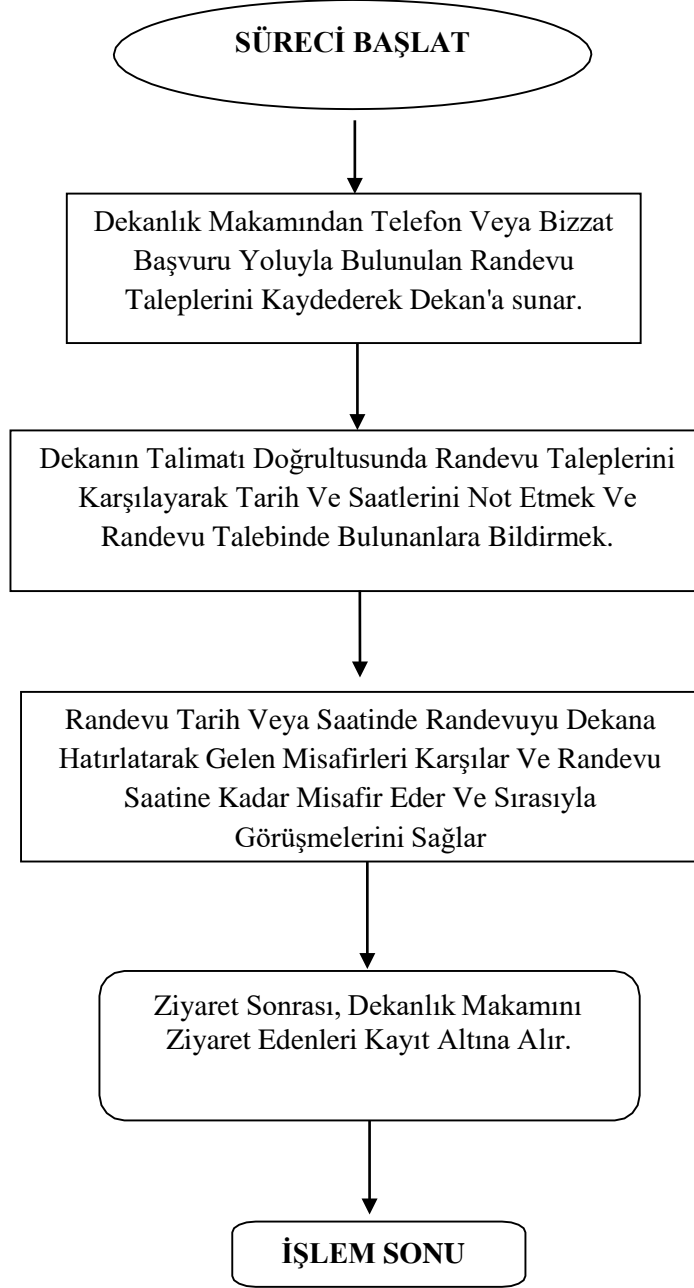 SÜRECİ BAŞLAT
Dekanlık Makamından Telefon Veya Bizzat
Başvuru Yoluyla Bulunulan Randevu
Taleplerini Kaydederek Dekan'a sunar.
Dekanın Talimatı Doğrultusunda Randevu Taleplerini
Karşılayarak Tarih Ve Saatlerini Not Etmek Ve
Randevu Talebinde Bulunanlara Bildirmek.
Randevu Tarih Veya Saatinde Randevuyu Dekana
Hatırlatarak Gelen Misafirleri Karşılar Ve Randevu
Saatine Kadar Misafir Eder Ve Sırasıyla
Görüşmelerini Sağlar
Ziyaret Sonrası, Dekanlık Makamını
Ziyaret Edenleri Kayıt Altına Alır.
İŞLEM SONU